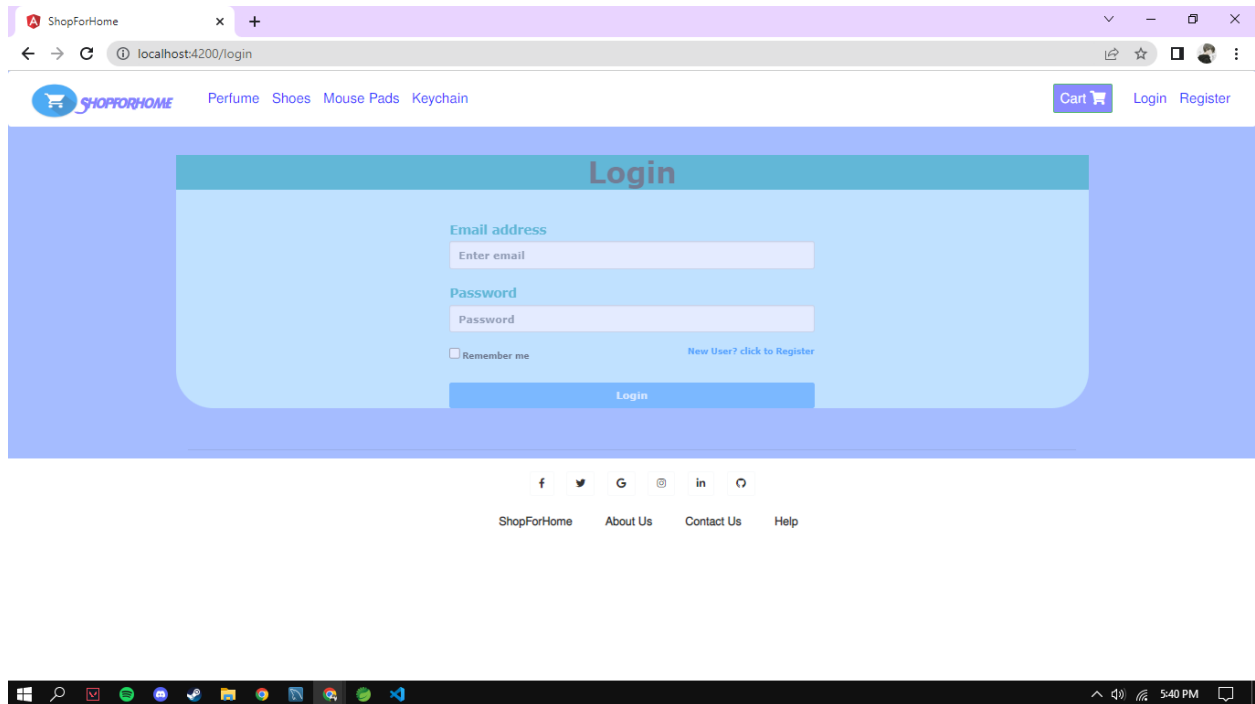 ShopForHome
localhost:4200/login
SHOPFORHOME Perfume Shoes Mouse Pads Keychain Cart Login Register
Login
Email address
Enter email
Password
Password
Remember me New User? click to Register
Login
ShopForHome About Us Contact Us Help
5:40 PM